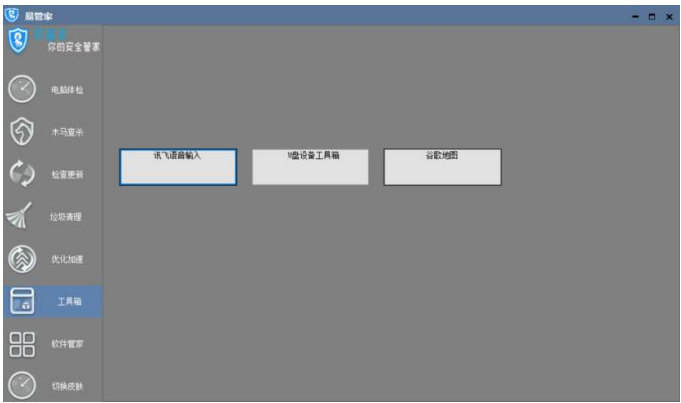 易管家
你的安全管家
电脑体检
木马查杀
检查更新
垃圾清理
优化加速
工具箱
软件管家
切换皮肤
讯飞语音输入
U盘设备工具箱
谷歌地图